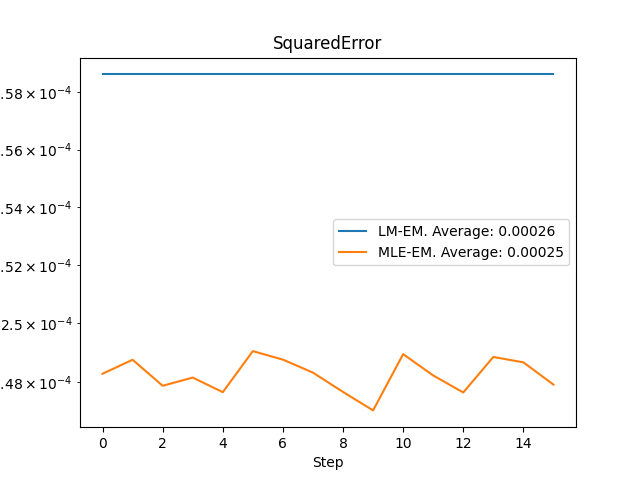 SquaredError
.58 × 10⁻⁴
.56 × 10⁻⁴
.54 × 10⁻⁴
.52 × 10⁻⁴
2.5 × 10⁻⁴
.48 × 10⁻⁴
LM-EM. Average: 0.00026
MLE-EM. Average: 0.00025
0 2 4 6 8 10 12 14
Step